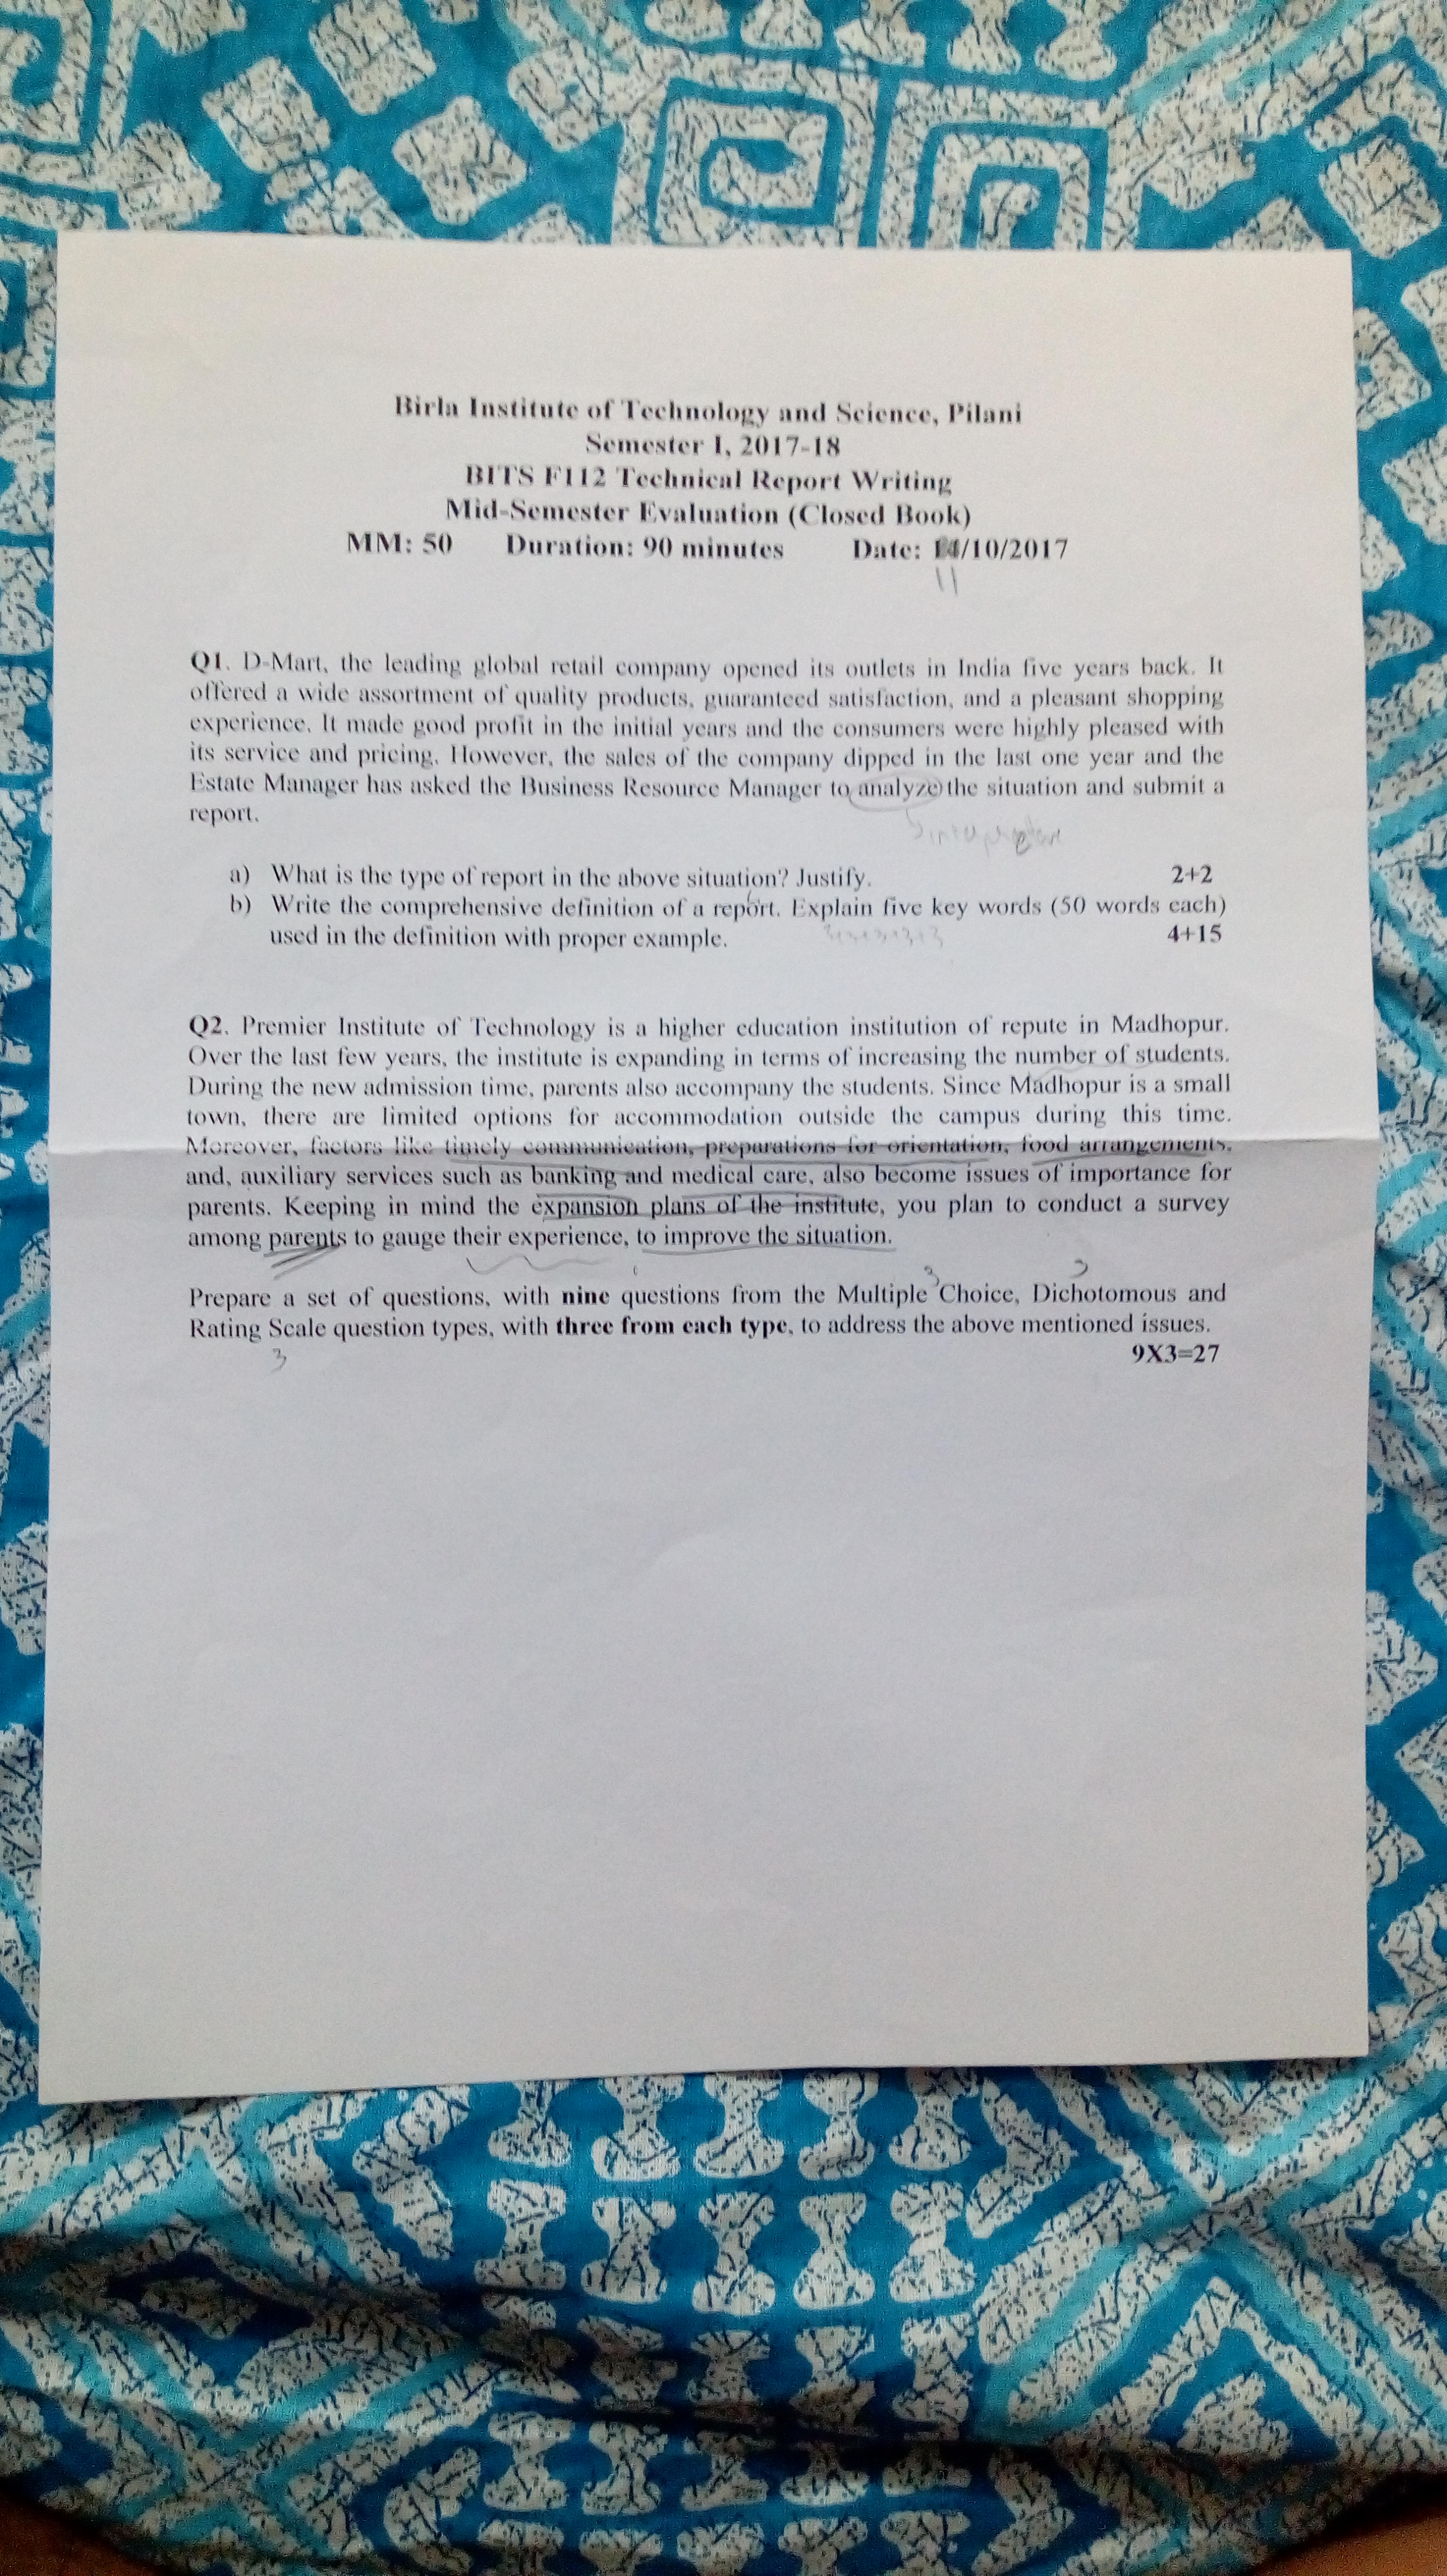 Birla Institute of Technology and Science, Pilani
Semester I, 2017-18
BITS F112 Technical Report Writing
Mid-Semester Evaluation (Closed Book)
MM: 50 Duration: 90 minutes Date: /10/2017
11
Q1. D-Mart, the leading global retail company opened its outlets in India five years back. It
offered a wide assortment of quality products, guaranteed satisfaction, and a pleasant shopping
experience. It made good profit in the initial years and the consumers were highly pleased with
its service and pricing. However, the sales of the company dipped in the last one year and the
Estate Manager has asked the Business Resource Manager to analyze the situation and submit a
report.
a) What is the type of report in the above situation? Justify. 2+2
b) Write the comprehensive definition of a report. Explain five key words (50 words each)
used in the definition with proper example. 4+15
Q2. Premier Institute of Technology is a higher education institution of repute in Madhopur.
Over the last few years, the institute is expanding in terms of increasing the number of students.
During the new admission time, parents also accompany the students. Since Madhopur is a small
town, there are limited options for accommodation outside the campus during this time.
Moreover, factors like timely communication, preparations for orientation, food arrangements,
and, auxiliary services such as banking and medical care, also become issues of importance for
parents. Keeping in mind the expansion plans of the institute, you plan to conduct a survey
among parents to gauge their experience, to improve the situation.
3 3
Prepare a set of questions, with nine questions from the Multiple Choice, Dichotomous and
Rating Scale question types, with three from each type, to address the above mentioned issues.
3
9X3=27